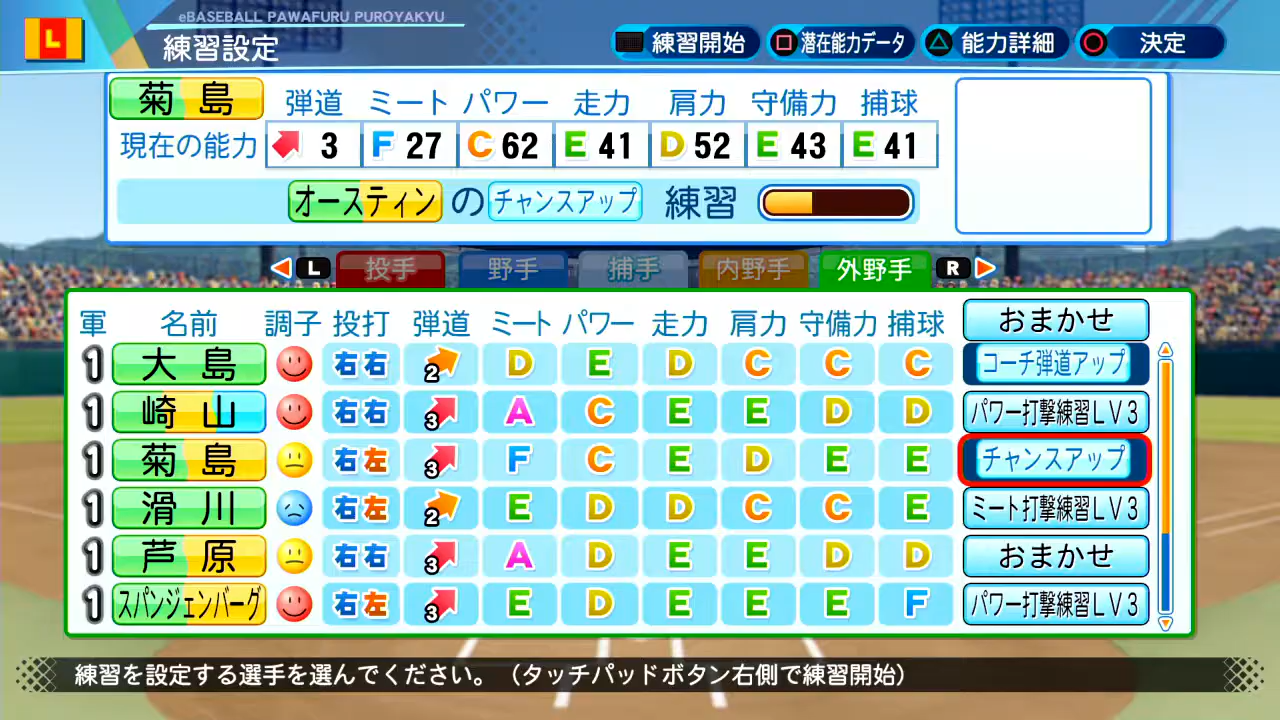 L
eBASEBALL PAWAFURU PUROYAKYU
練習設定
練習開始 潜在能力データ 能力詳細 決定
菊島 弾道 ミート パワー 走力 肩力 守備力 捕球
現在の能力 3 F 27 C 62 E 41 D 52 E 43 E 41
オースティン の チャンスアップ 練習
L 投手 野手 捕手 内野手 外野手 R
軍 名前 調子 投打 弾道 ミート パワー 走力 肩力 守備力 捕球 おまかせ
1 大島 右右 2 D E D C C C コーチ弾道アップ
1 崎山 右右 3 A C E E D D パワー打撃練習LV3
1 菊島 右左 3 F C E D E E チャンスアップ
1 滑川 右左 2 E D D C C E ミート打撃練習LV3
1 芦原 右右 3 A D E E D D おまかせ
1 スパンジェンバーグ 右左 3 E D E E E F パワー打撃練習LV3
練習を設定する選手を選んでください。（タッチパッドボタン右側で練習開始）